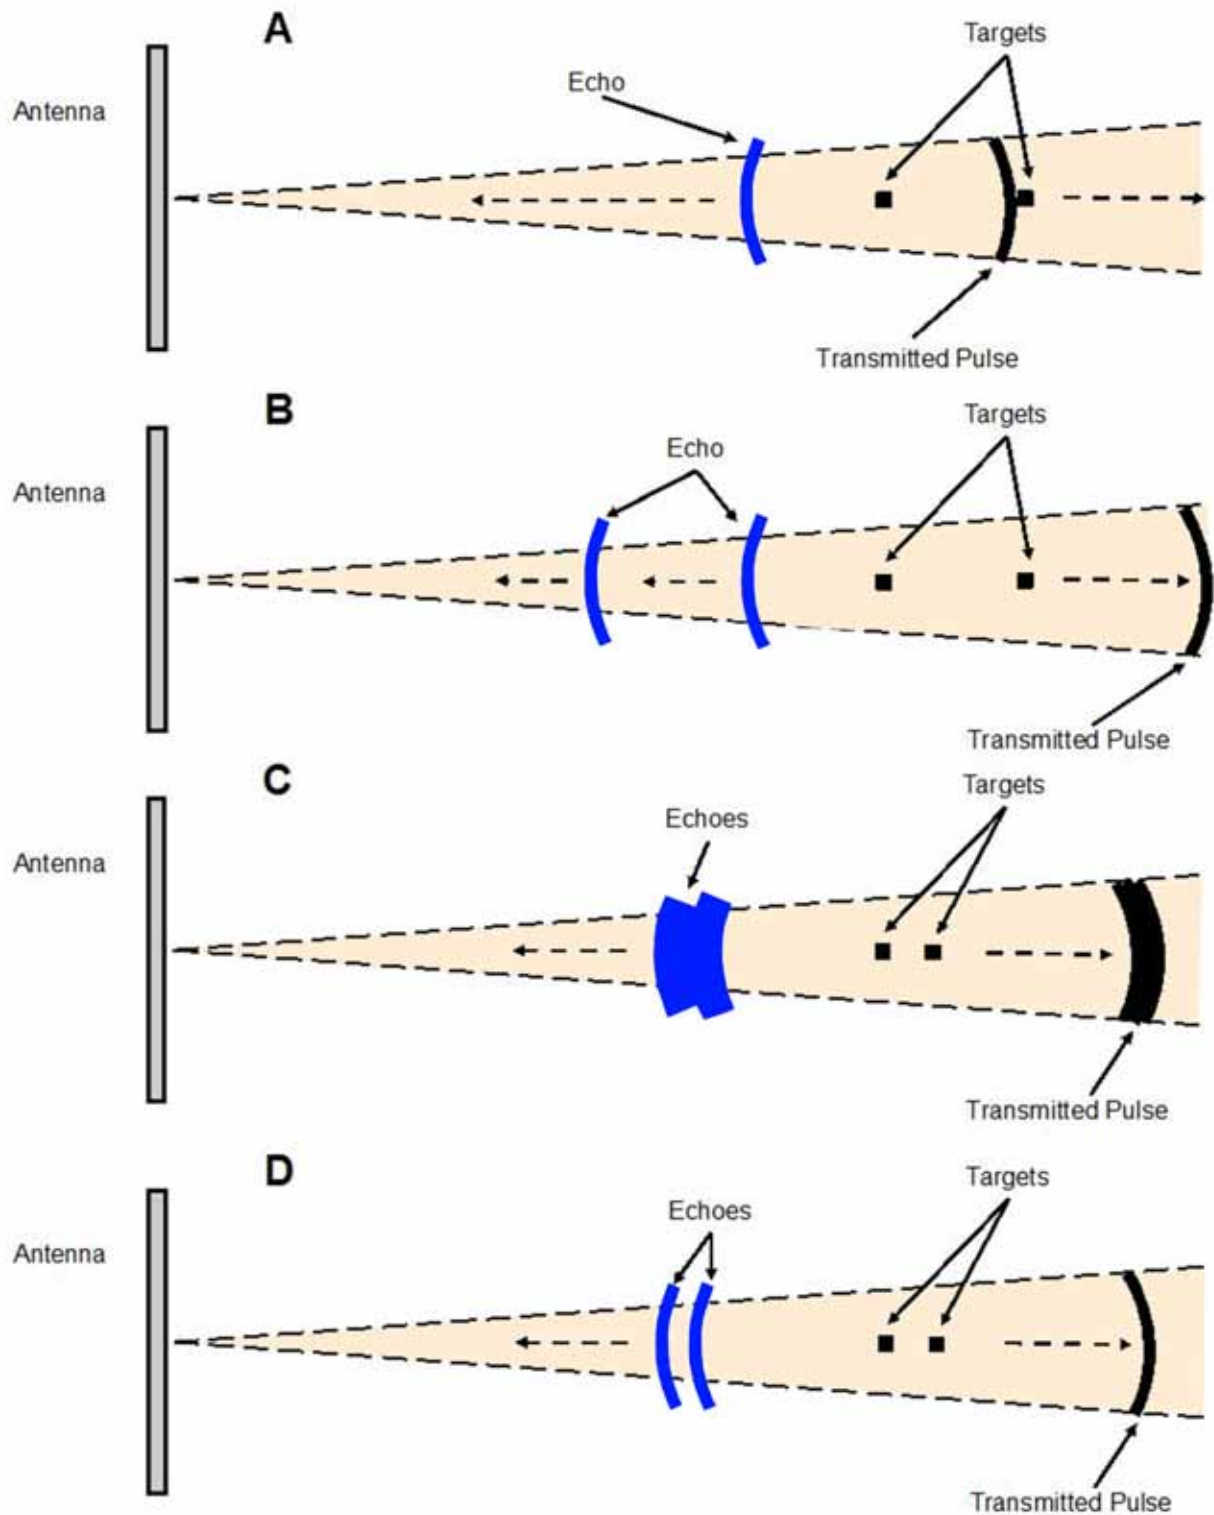 A
Targets
Echo
Antenna
Transmitted Pulse
B
Targets
Echo
Antenna
Transmitted Pulse
C
Targets
Echoes
Antenna
Transmitted Pulse
D
Targets
Echoes
Antenna
Transmitted Pulse